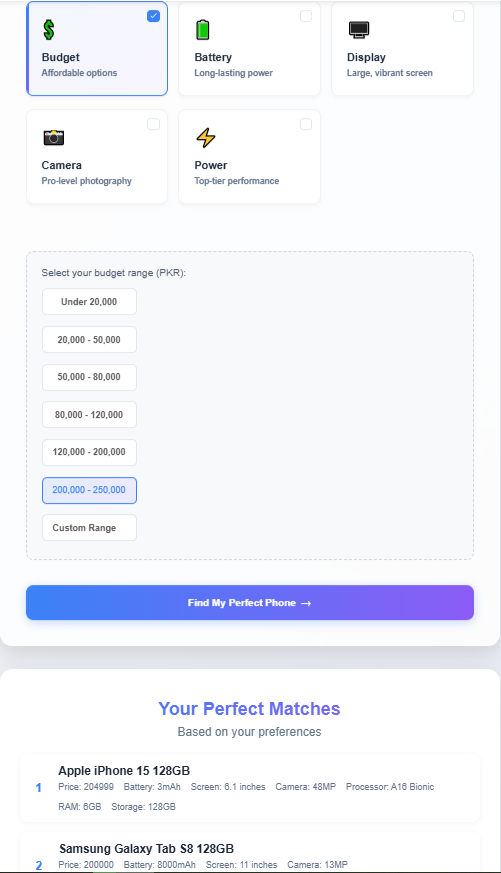 Budget
Affordable options
Battery
Long-lasting power
Display
Large, vibrant screen
Camera
Pro-level photography
Power
Top-tier performance
Select your budget range (PKR):
Under 20,000
20,000 - 50,000
50,000 - 80,000
80,000 - 120,000
120,000 - 200,000
200,000 - 250,000
Custom Range
Find My Perfect Phone →
Your Perfect Matches
Based on your preferences
1
Apple iPhone 15 128GB
Price: 204999 Battery: 3mAh Screen: 6.1 inches Camera: 48MP Processor: A16 Bionic
RAM: 6GB Storage: 128GB
2
Samsung Galaxy Tab S8 128GB
Price: 200000 Battery: 8000mAh Screen: 11 inches Camera: 13MP